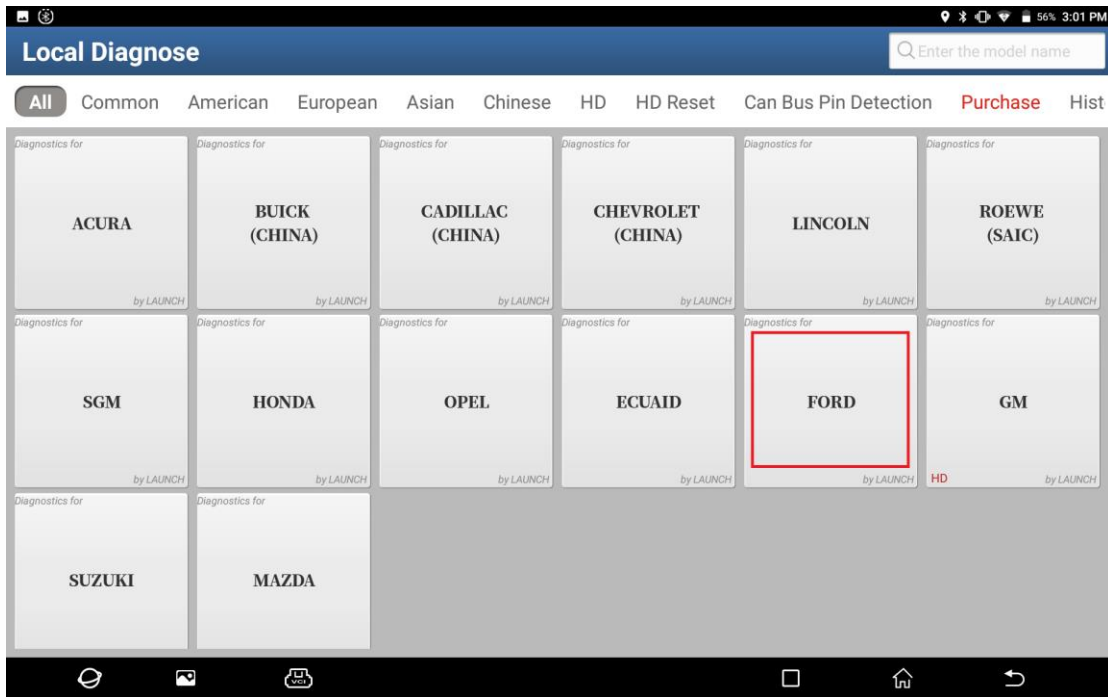 56% 3:01 PM
Local Diagnose
Enter the model name
All Common American European Asian Chinese HD HD Reset Can Bus Pin Detection Purchase Hist
Diagnostics for Diagnostics for Diagnostics for Diagnostics for Diagnostics for Diagnostics for
ACURA BUICK CADILLAC CHEVROLET LINCOLN ROEWE
(CHINA) (CHINA) (CHINA) (SAIC)
by LAUNCH by LAUNCH by LAUNCH by LAUNCH by LAUNCH by LAUNCH
Diagnostics for Diagnostics for Diagnostics for Diagnostics for Diagnostics for Diagnostics for
SGM HONDA OPEL ECUAID FORD GM
by LAUNCH by LAUNCH by LAUNCH by LAUNCH by LAUNCH HD by LAUNCH
Diagnostics for Diagnostics for
SUZUKI MAZDA
VCI